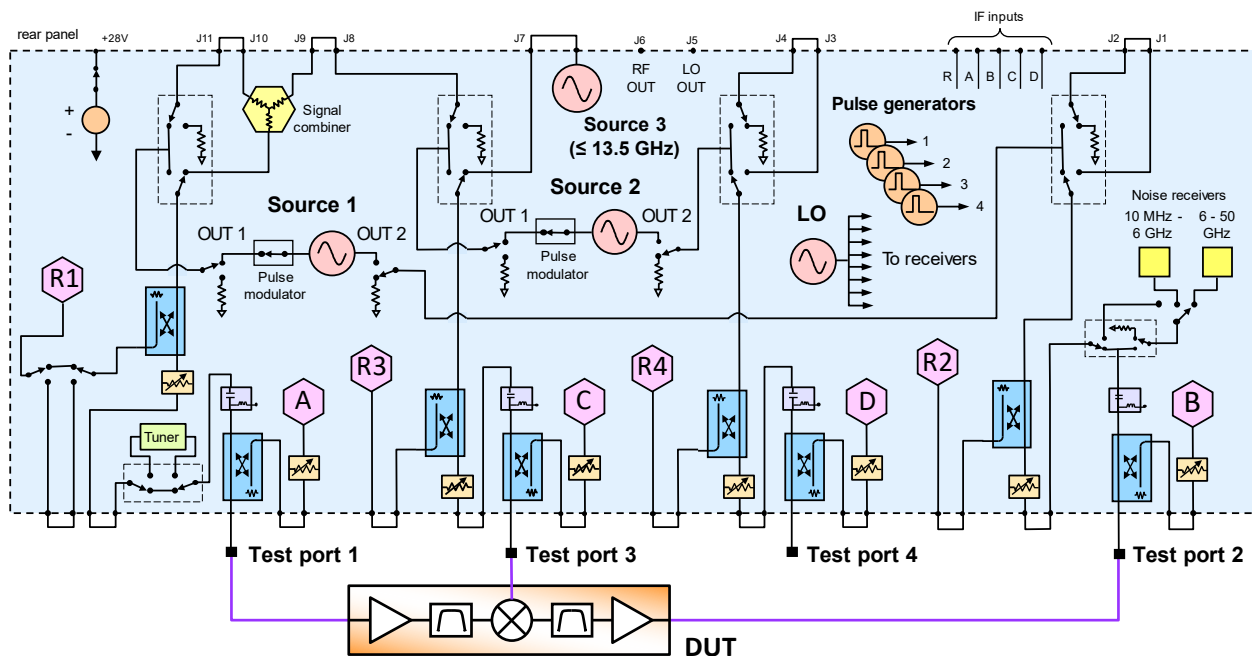 rear panel
+28V
J11
J10
J9
J8
J7
J6
J5
J4
J3
IF inputs
J2
J1
RF
OUT
LO
OUT
R
A
B
C
D
+
-
Signal
combiner
Source 3
(≤ 13.5 GHz)
Pulse generators
1
2
3
4
Source 1
Source 2
OUT 1
OUT 2
OUT 1
OUT 2
Pulse
modulator
Pulse
modulator
LO
To receivers
Noise receivers
10 MHz -
6 GHz
6 - 50
GHz
R1
R3
R4
R2
A
C
D
B
Tuner
Test port 1
Test port 3
Test port 4
Test port 2
DUT